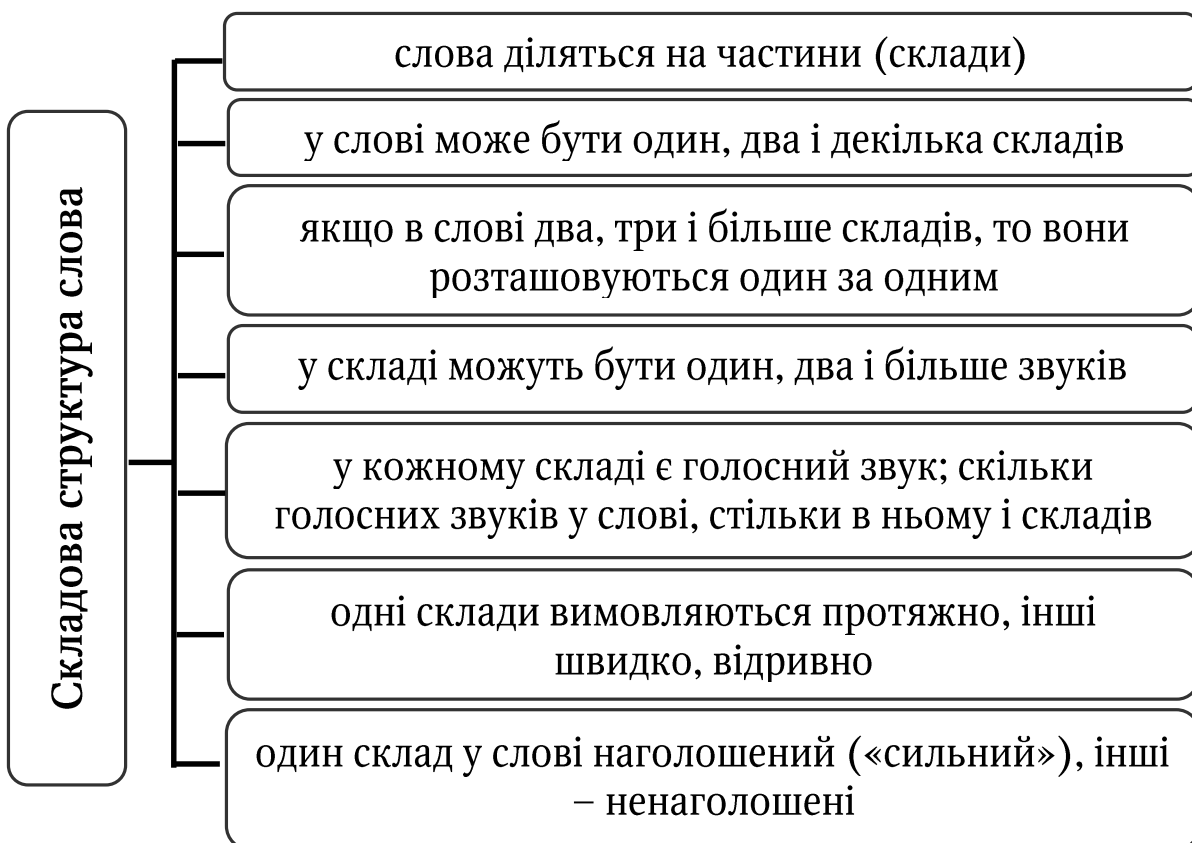 Складова структура слова
слова діляться на частини (склади)
у слові може бути один, два і декілька складів
якщо в слові два, три і більше складів, то вони
розташовуються один за одним
у складі можуть бути один, два і більше звуків
у кожному складі є голосний звук; скільки
голосних звуків у слові, стільки в ньому і складів
одні склади вимовляються протяжно, інші
швидко, відривно
один склад у слові наголошений («сильний»), інші
– ненаголошені